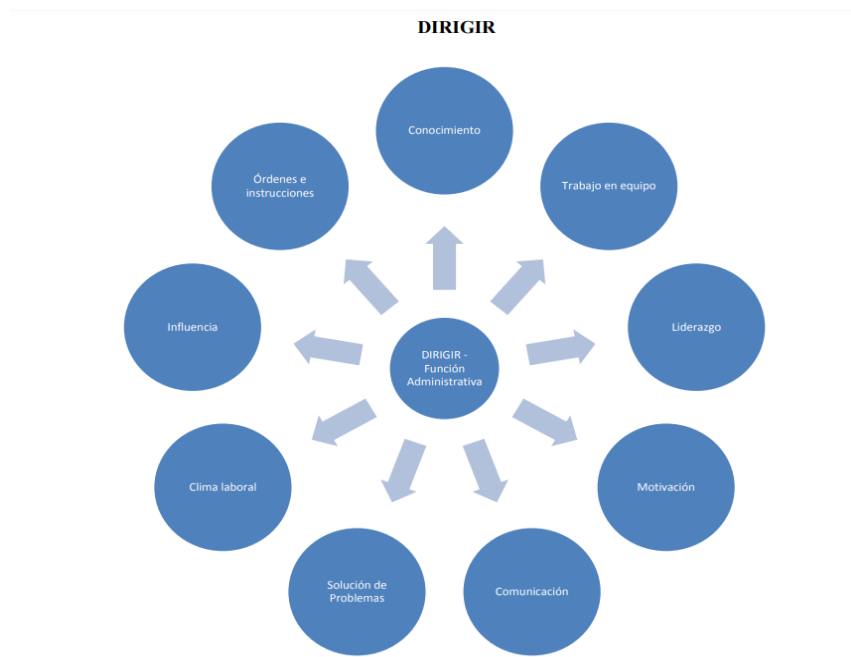 DIRIGIR
Conocimiento
Trabajo en equipo
Liderazgo
Motivación
Comunicación
Solución de
Problemas
Clima laboral
Influencia
Órdenes e
instrucciones
DIRIGIR -
Función
Administrativa